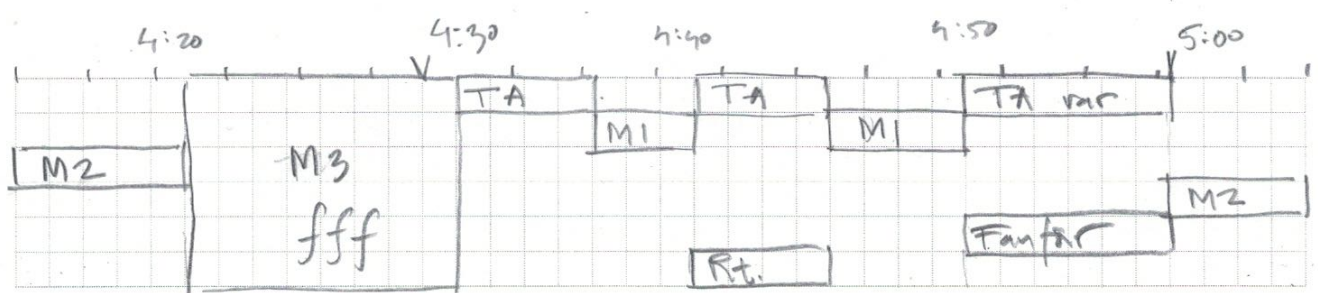 4:20 4:30 4:40 4:50 5:00
TA TA TA var
M1 M1
M2 M3
M2
fff Fanfar
Rt.